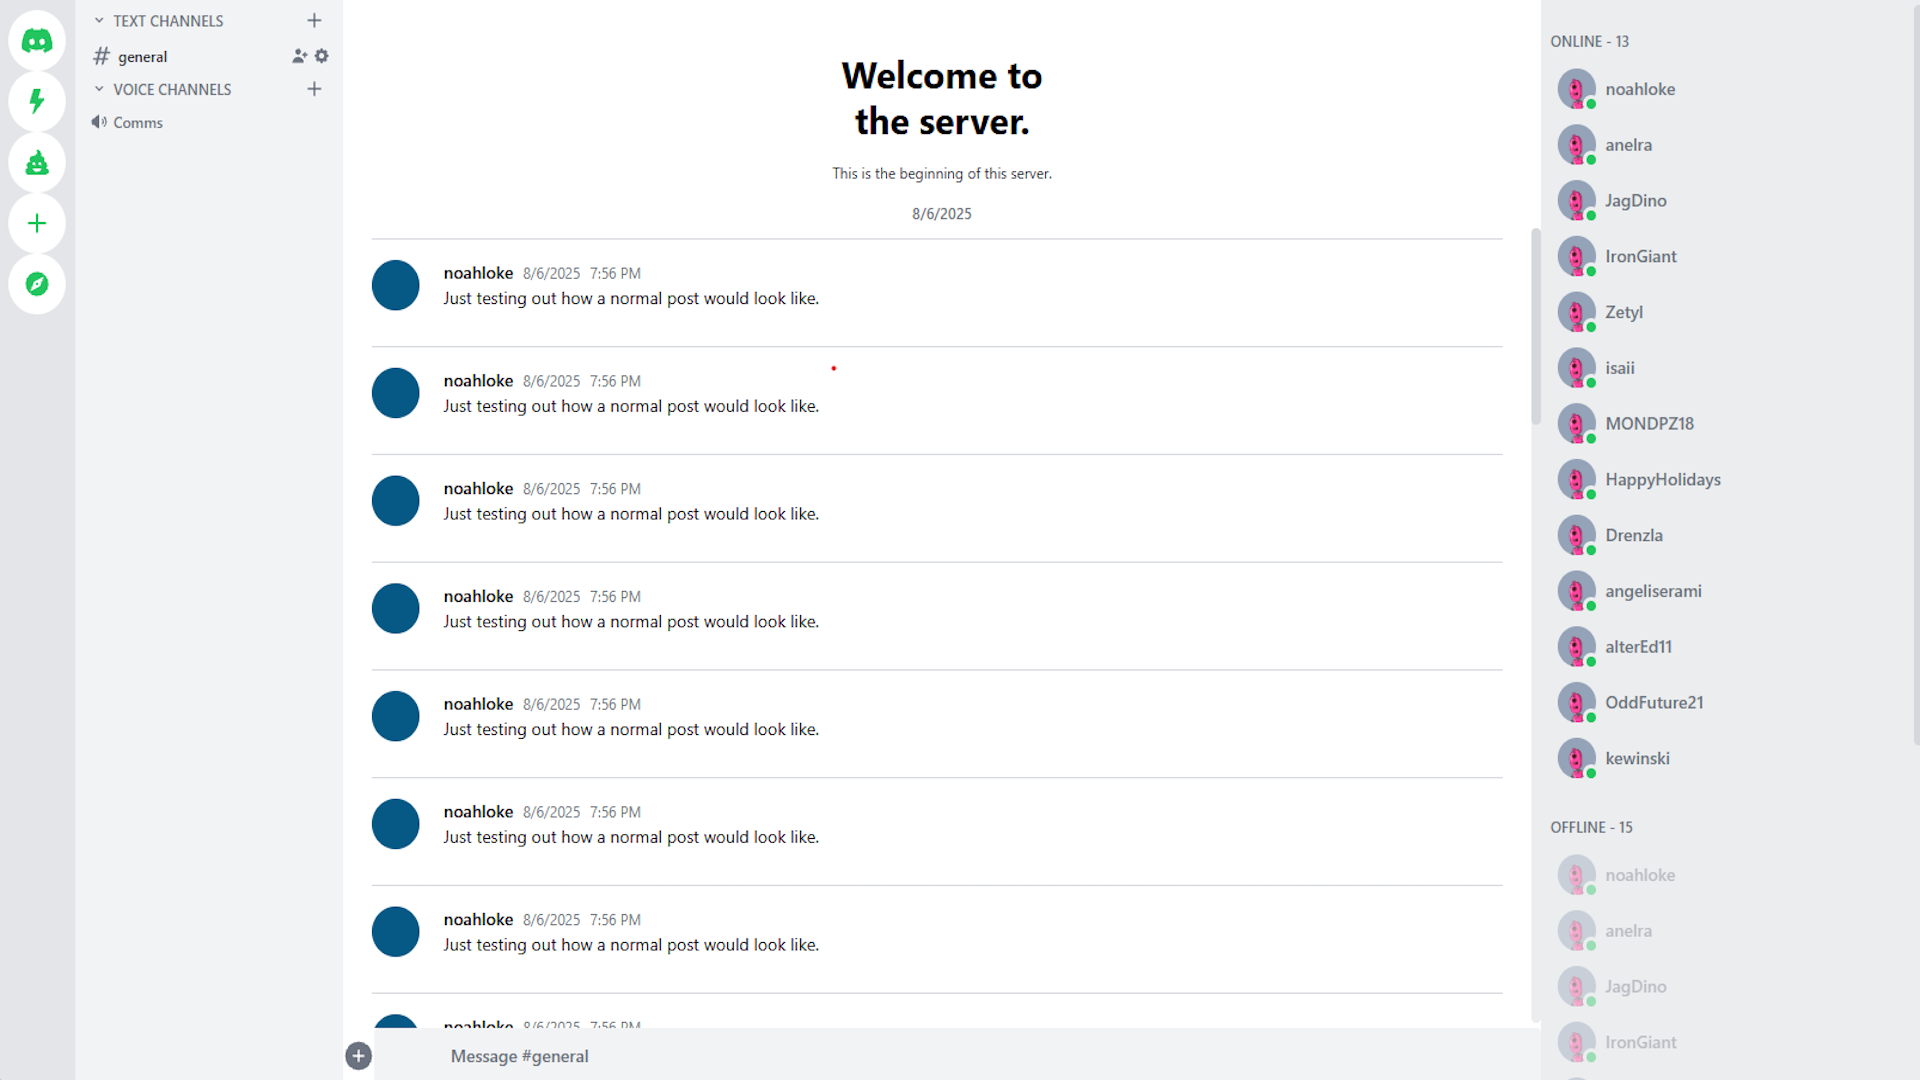 TEXT CHANNELS
general
VOICE CHANNELS
Comms
Welcome to
the server.
This is the beginning of this server.
8/6/2025
noahloke 8/6/2025 7:56 PM
Just testing out how a normal post would look like.
noahloke 8/6/2025 7:56 PM
Just testing out how a normal post would look like.
noahloke 8/6/2025 7:56 PM
Just testing out how a normal post would look like.
noahloke 8/6/2025 7:56 PM
Just testing out how a normal post would look like.
noahloke 8/6/2025 7:56 PM
Just testing out how a normal post would look like.
noahloke 8/6/2025 7:56 PM
Just testing out how a normal post would look like.
noahloke 8/6/2025 7:56 PM
Just testing out how a normal post would look like.
noahloke 8/6/2025 7:56 PM
Message #general
ONLINE - 13
noahloke
anelra
JagDino
IronGiant
Zetyl
isaii
MONDPZ18
HappyHolidays
Drenzla
angeliserami
alterEd11
OddFuture21
kewinski
OFFLINE - 15
noahloke
anelra
JagDino
IronGiant